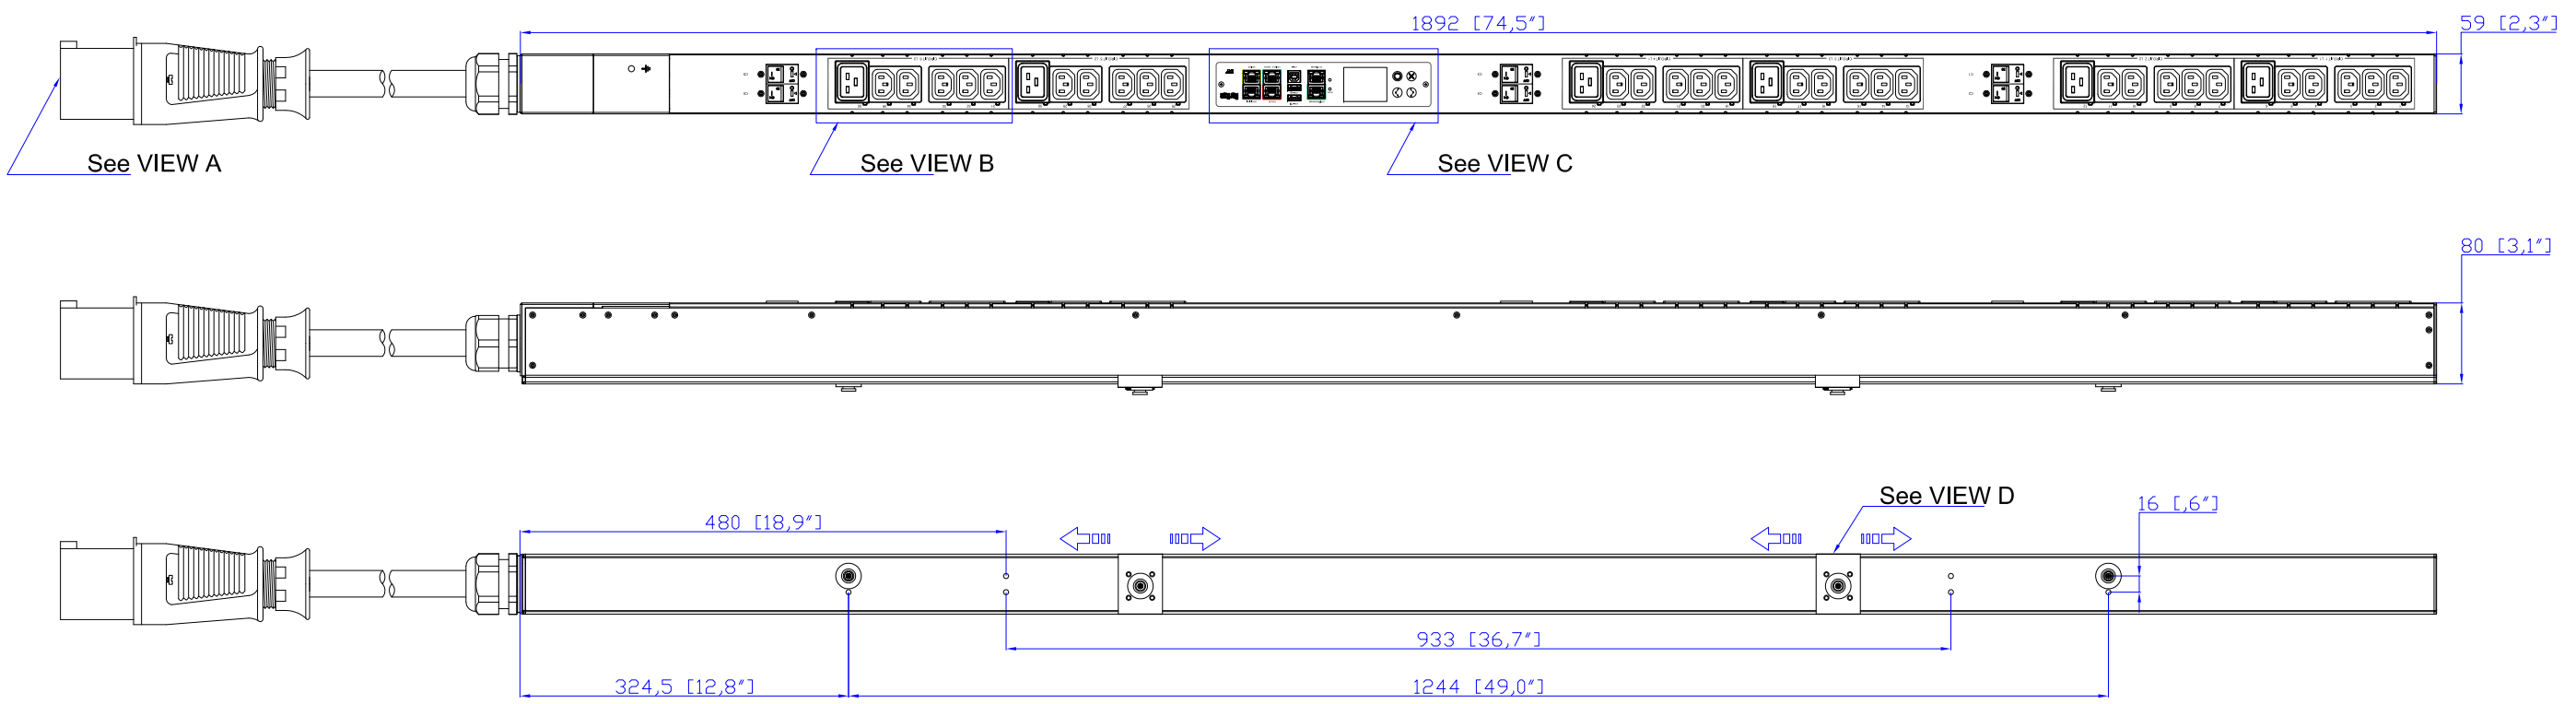 1892 [74,5"]
59 [2,3"]
See VIEW A
See VIEW B
See VIEW C
80 [3,1"]
See VIEW D
480 [18,9"]
16 [,6"]
933 [36,7"]
324,5 [12,8"]
1244 [49,0"]